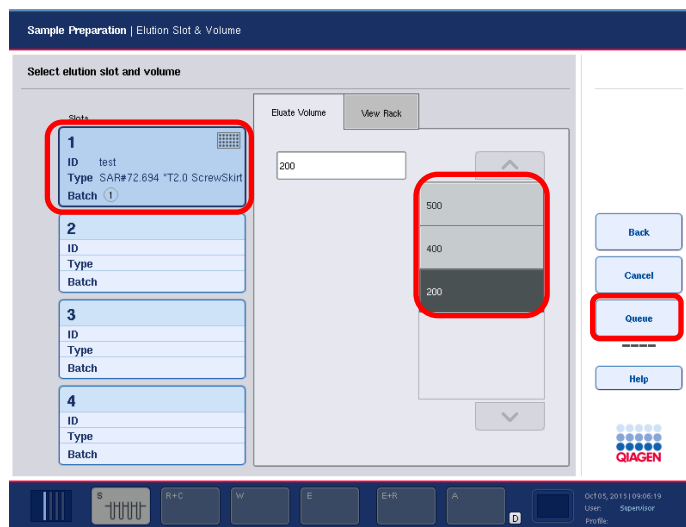 Sample Preparation | Elution Slot & Volume
Select elution slot and volume
Slots
1
ID test
Type SAR#72.694 "T2.0 ScrewSkirt
Batch 1
2
ID
Type
Batch
3
ID
Type
Batch
4
ID
Type
Batch
Eluate Volume
View Rack
200
500
400
200
Back
Cancel
Queue
Help
QIAGEN
S
R+C
W
E
E+R
A
D
Oct 05, 2015 | 09:06:19
User: Supervisor
Profile: